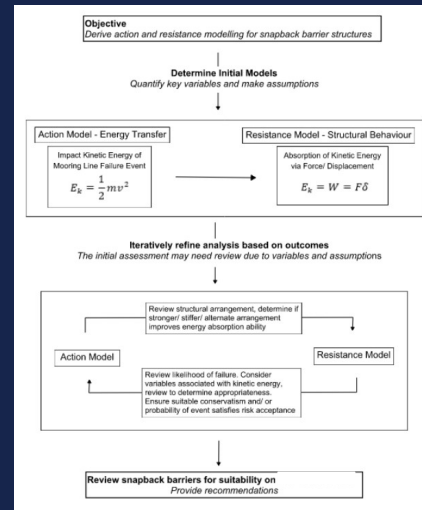 Objective
Derive action and resistance modelling for snapback barrier structures
Determine Initial Models
Quantify key variables and make assumptions
Action Model - Energy Transfer
Impact Kinetic Energy of
Mooring Line Failure Event
E_k = 1/2 mv²
Resistance Model - Structural Behaviour
Absorption of Kinetic Energy
via Force/ Displacement
E_k = W = Fδ
Iteratively refine analysis based on outcomes
The initial assessment may need review due to variables and assumptions
Review structural arrangement, determine if
stronger/ stiffer/ alternate arrangement
improves energy absorption ability
Action Model
Resistance Model
Review likelihood of failure. Consider
variables associated with kinetic energy,
review to determine appropriateness.
Ensure suitable conservatism and/ or
probability of event satisfies risk acceptance
Review snapback barriers for suitability on
Provide recommendations